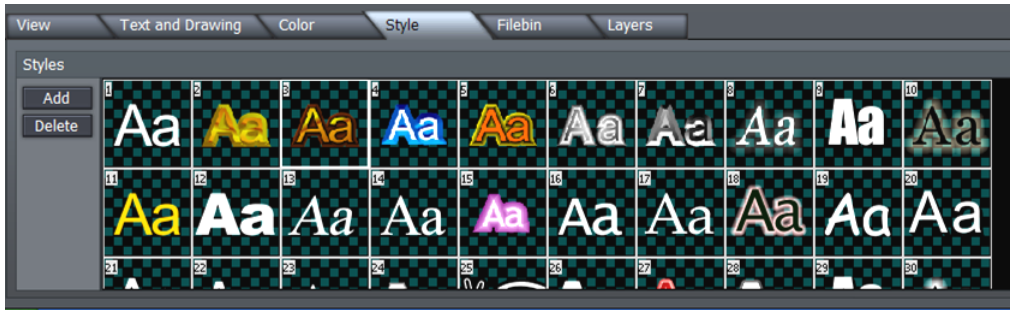 View Text and Drawing Color Style Filebin Layers
Styles
Add
Delete
1 2 3 4 5 6 7 8 9 10
Aa Aa Aa Aa Aa Aa Aa Aa Aa Aa
11 12 13 14 15 16 17 18 19 20
Aa Aa Aa Aa Aa Aa Aa Aa Aa Aa
21 22 23 24 25 26 27 28 29 30